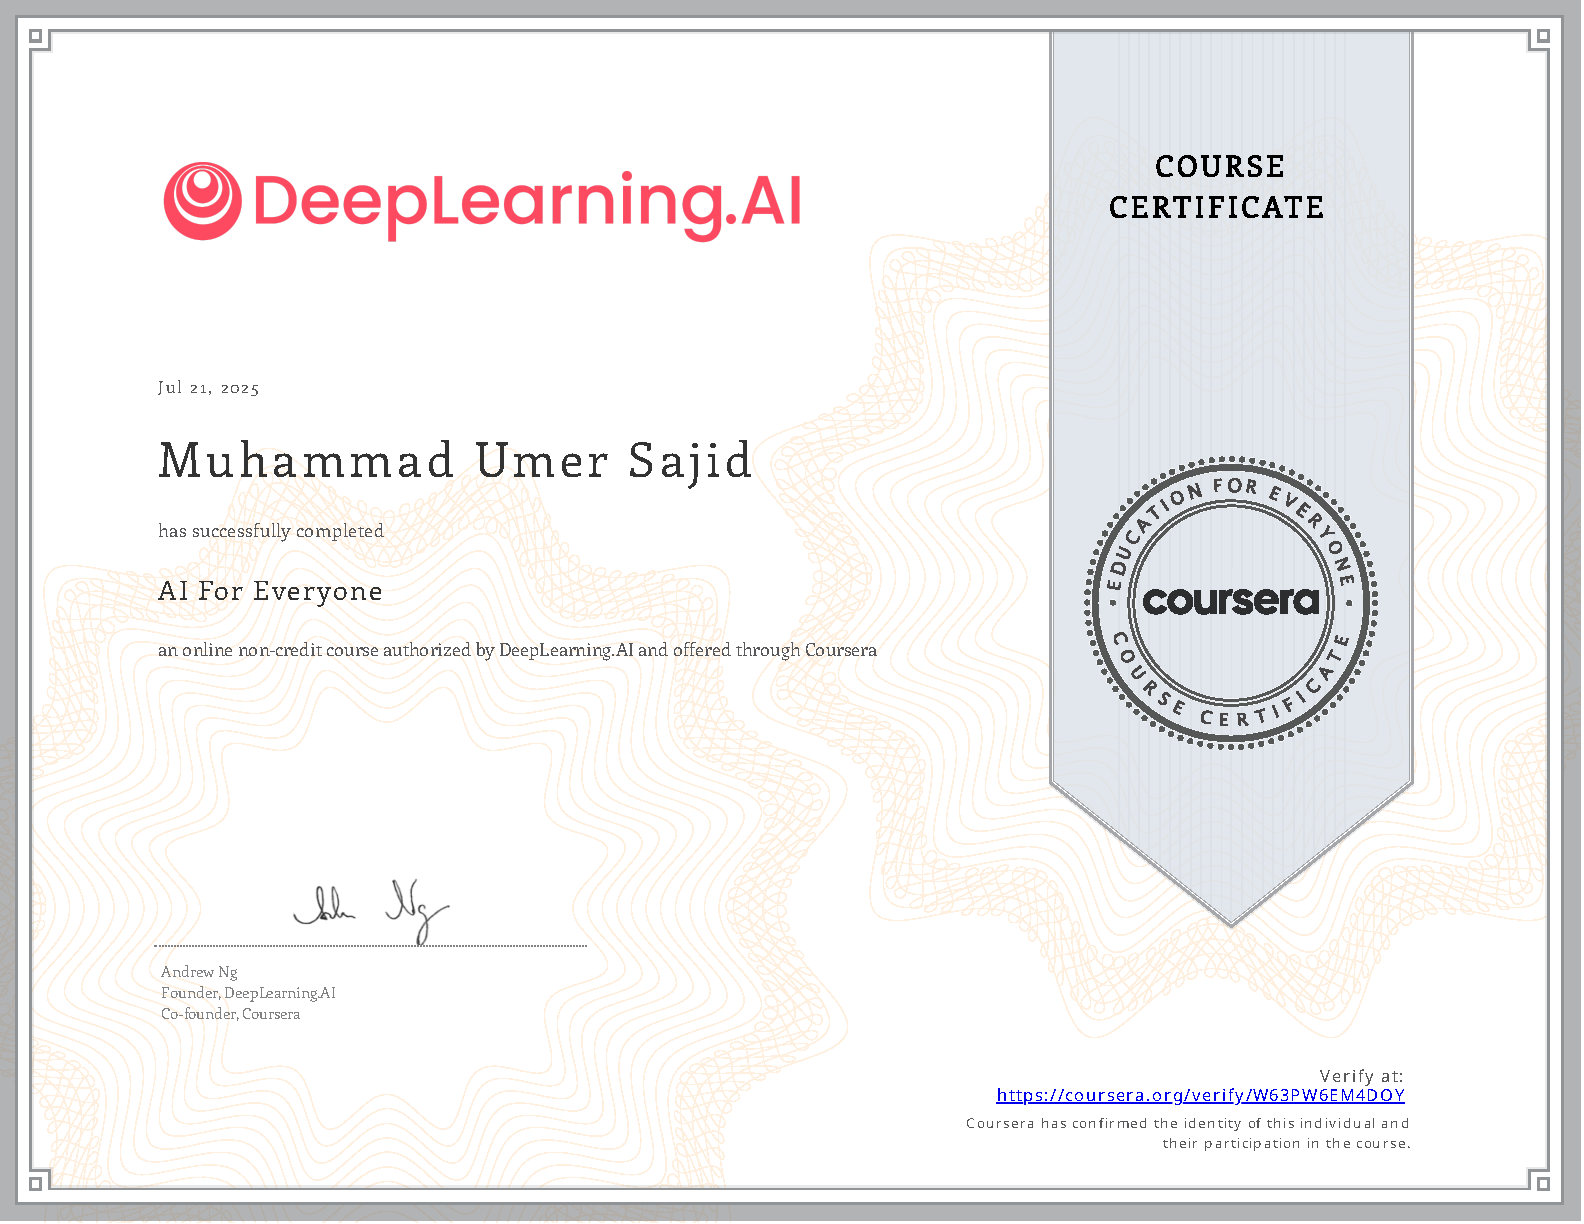 DeepLearning.AI
COURSE
CERTIFICATE
Jul 21, 2025
Muhammad Umer Sajid
has successfully completed
AI For Everyone
an online non-credit course authorized by DeepLearning.AI and offered through Coursera
EDUCATION FOR EVERYONE
coursera
COURSE CERTIFICATE
Andrew Ng
Founder, DeepLearning.AI
Co-founder, Coursera
Verify at:
https://coursera.org/verify/W63PW6EM4DOY
Coursera has confirmed the identity of this individual and
their participation in the course.